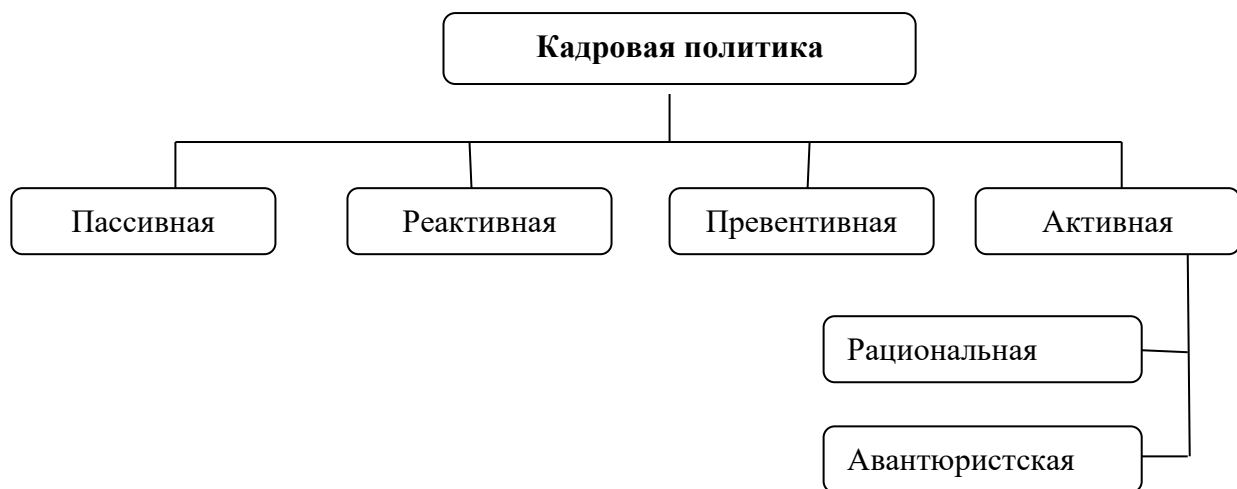 Кадровая политика
Пассивная
Реактивная
Превентивная
Активная
Рациональная
Авантюристская